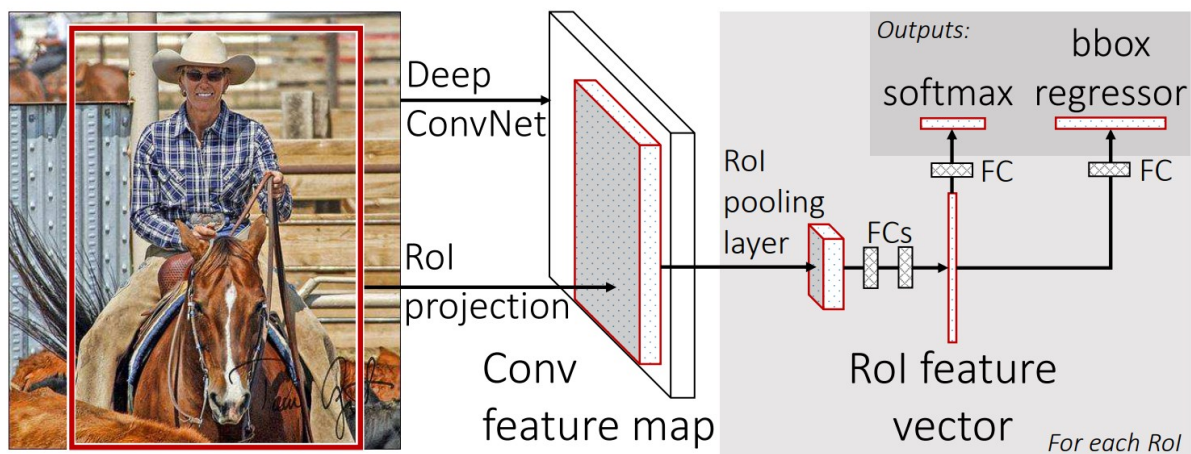 Deep
ConvNet
RoI
projection
Conv
feature map
RoI
pooling
layer
FCs
Outputs:
softmax
bbox
regressor
FC
FC
RoI feature
vector
For each RoI